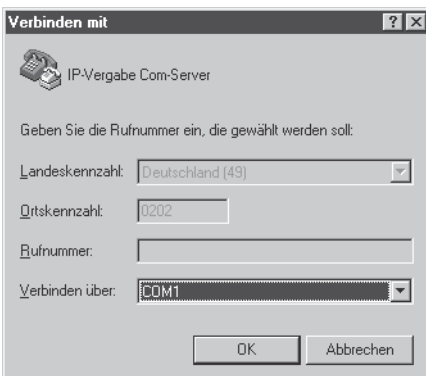 Verbinden mit
IP-Vergabe Com-Server
Geben Sie die Rufnummer ein, die gewählt werden soll:
Landeskennzahl: Deutschland (49)
Ortskennzahl: 0202
Rufnummer:
Verbinden über: COM1
OK Abbrechen